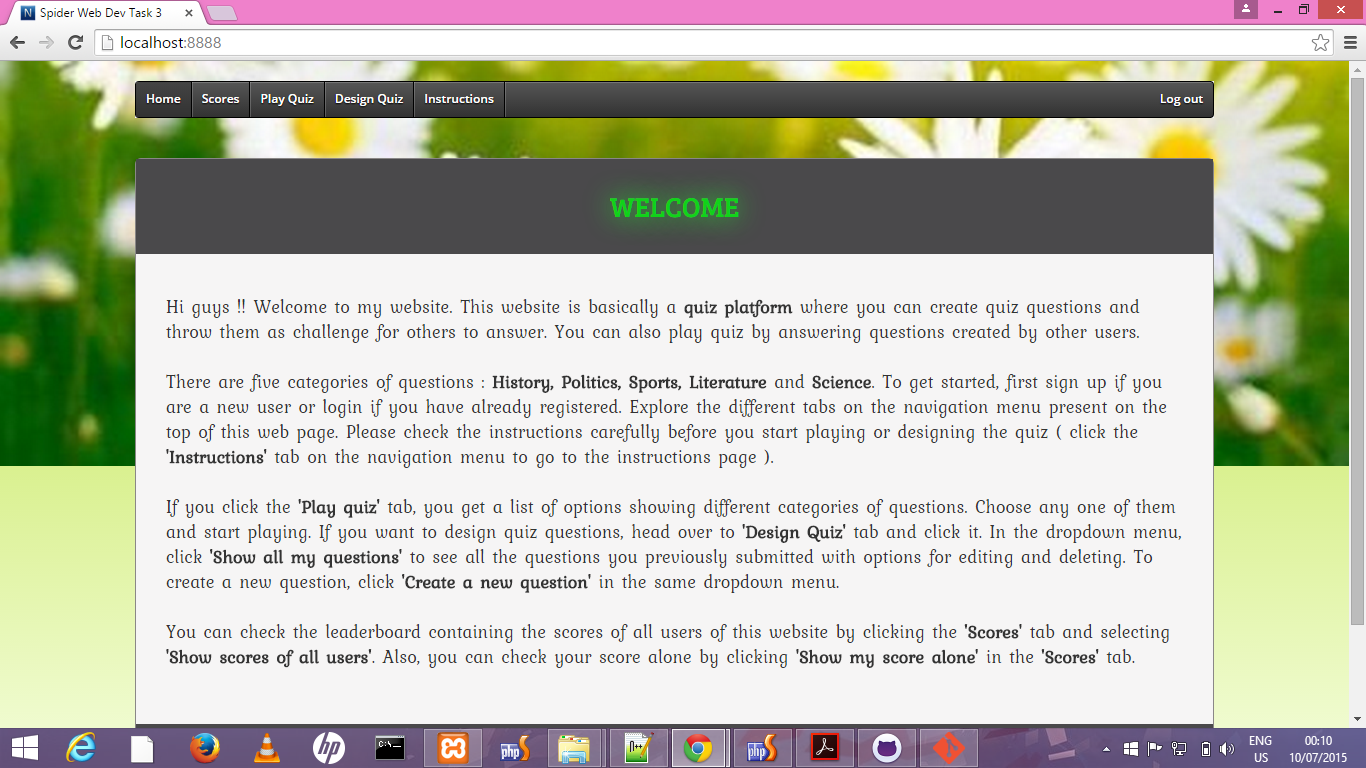 Spider Web Dev Task 3
localhost:8888
Home Scores Play Quiz Design Quiz Instructions Log out
WELCOME
Hi guys !! Welcome to my website. This website is basically a quiz platform where you can create quiz questions and
throw them as challenge for others to answer. You can also play quiz by answering questions created by other users.
There are five categories of questions : History, Politics, Sports, Literature and Science. To get started, first sign up if you
are a new user or login if you have already registered. Explore the different tabs on the navigation menu present on the
top of this web page. Please check the instructions carefully before you start playing or designing the quiz ( click the
'Instructions' tab on the navigation menu to go to the instructions page ).
If you click the 'Play quiz' tab, you get a list of options showing different categories of questions. Choose any one of them
and start playing. If you want to design quiz questions, head over to 'Design Quiz' tab and click it. In the dropdown menu,
click 'Show all my questions' to see all the questions you previously submitted with options for editing and deleting. To
create a new question, click 'Create a new question' in the same dropdown menu.
You can check the leaderboard containing the scores of all users of this website by clicking the 'Scores' tab and selecting
'Show scores of all users'. Also, you can check your score alone by clicking 'Show my score alone' in the 'Scores' tab.
ENG 00:10
US 10/07/2015